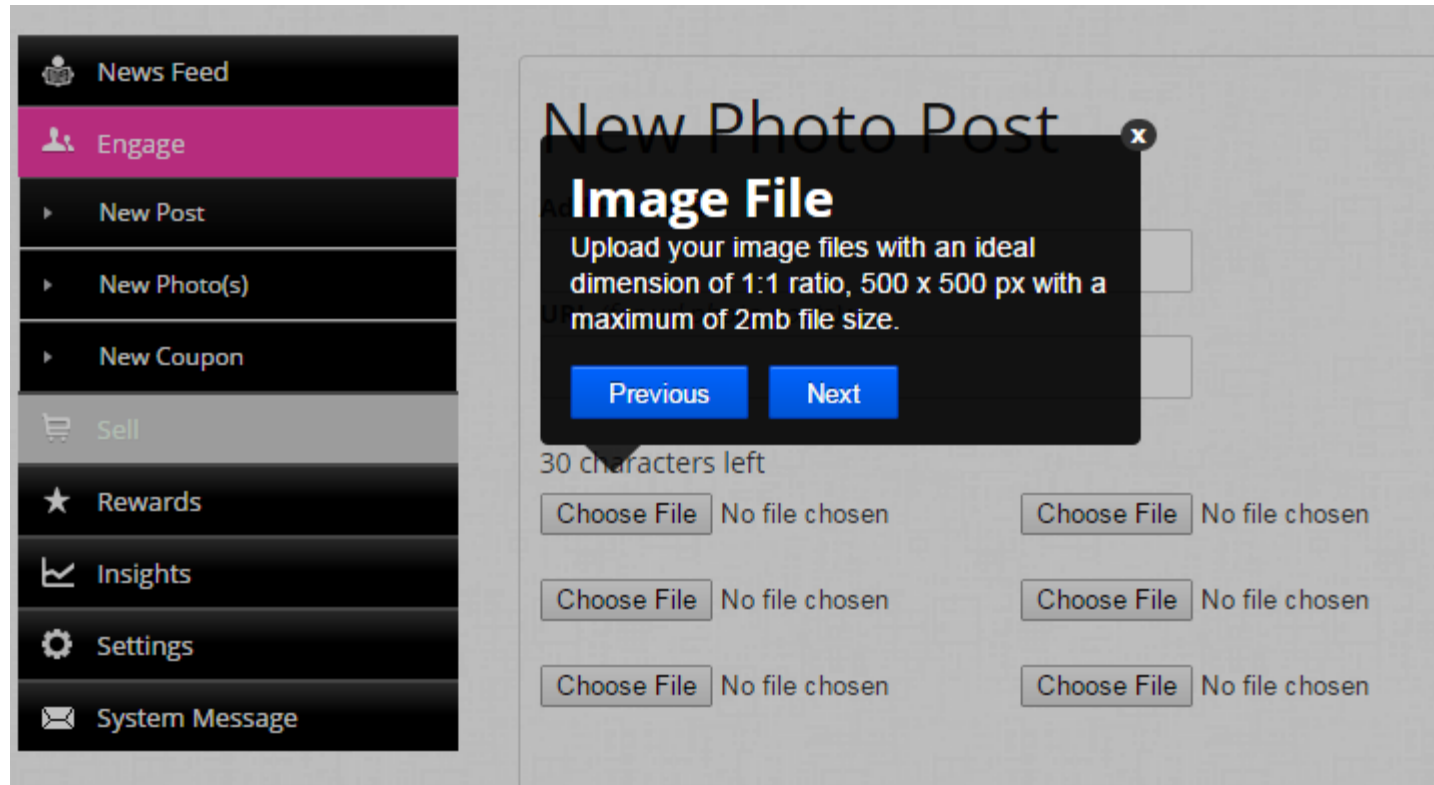 News Feed
Engage
New Post
New Photo(s)
New Coupon
Sell
Rewards
Insights
Settings
System Message
New Photo Post
x
Image File
Upload your image files with an ideal
dimension of 1:1 ratio, 500 x 500 px with a
maximum of 2mb file size.
Previous Next
30 characters left
Choose File No file chosen Choose File No file chosen
Choose File No file chosen Choose File No file chosen
Choose File No file chosen Choose File No file chosen